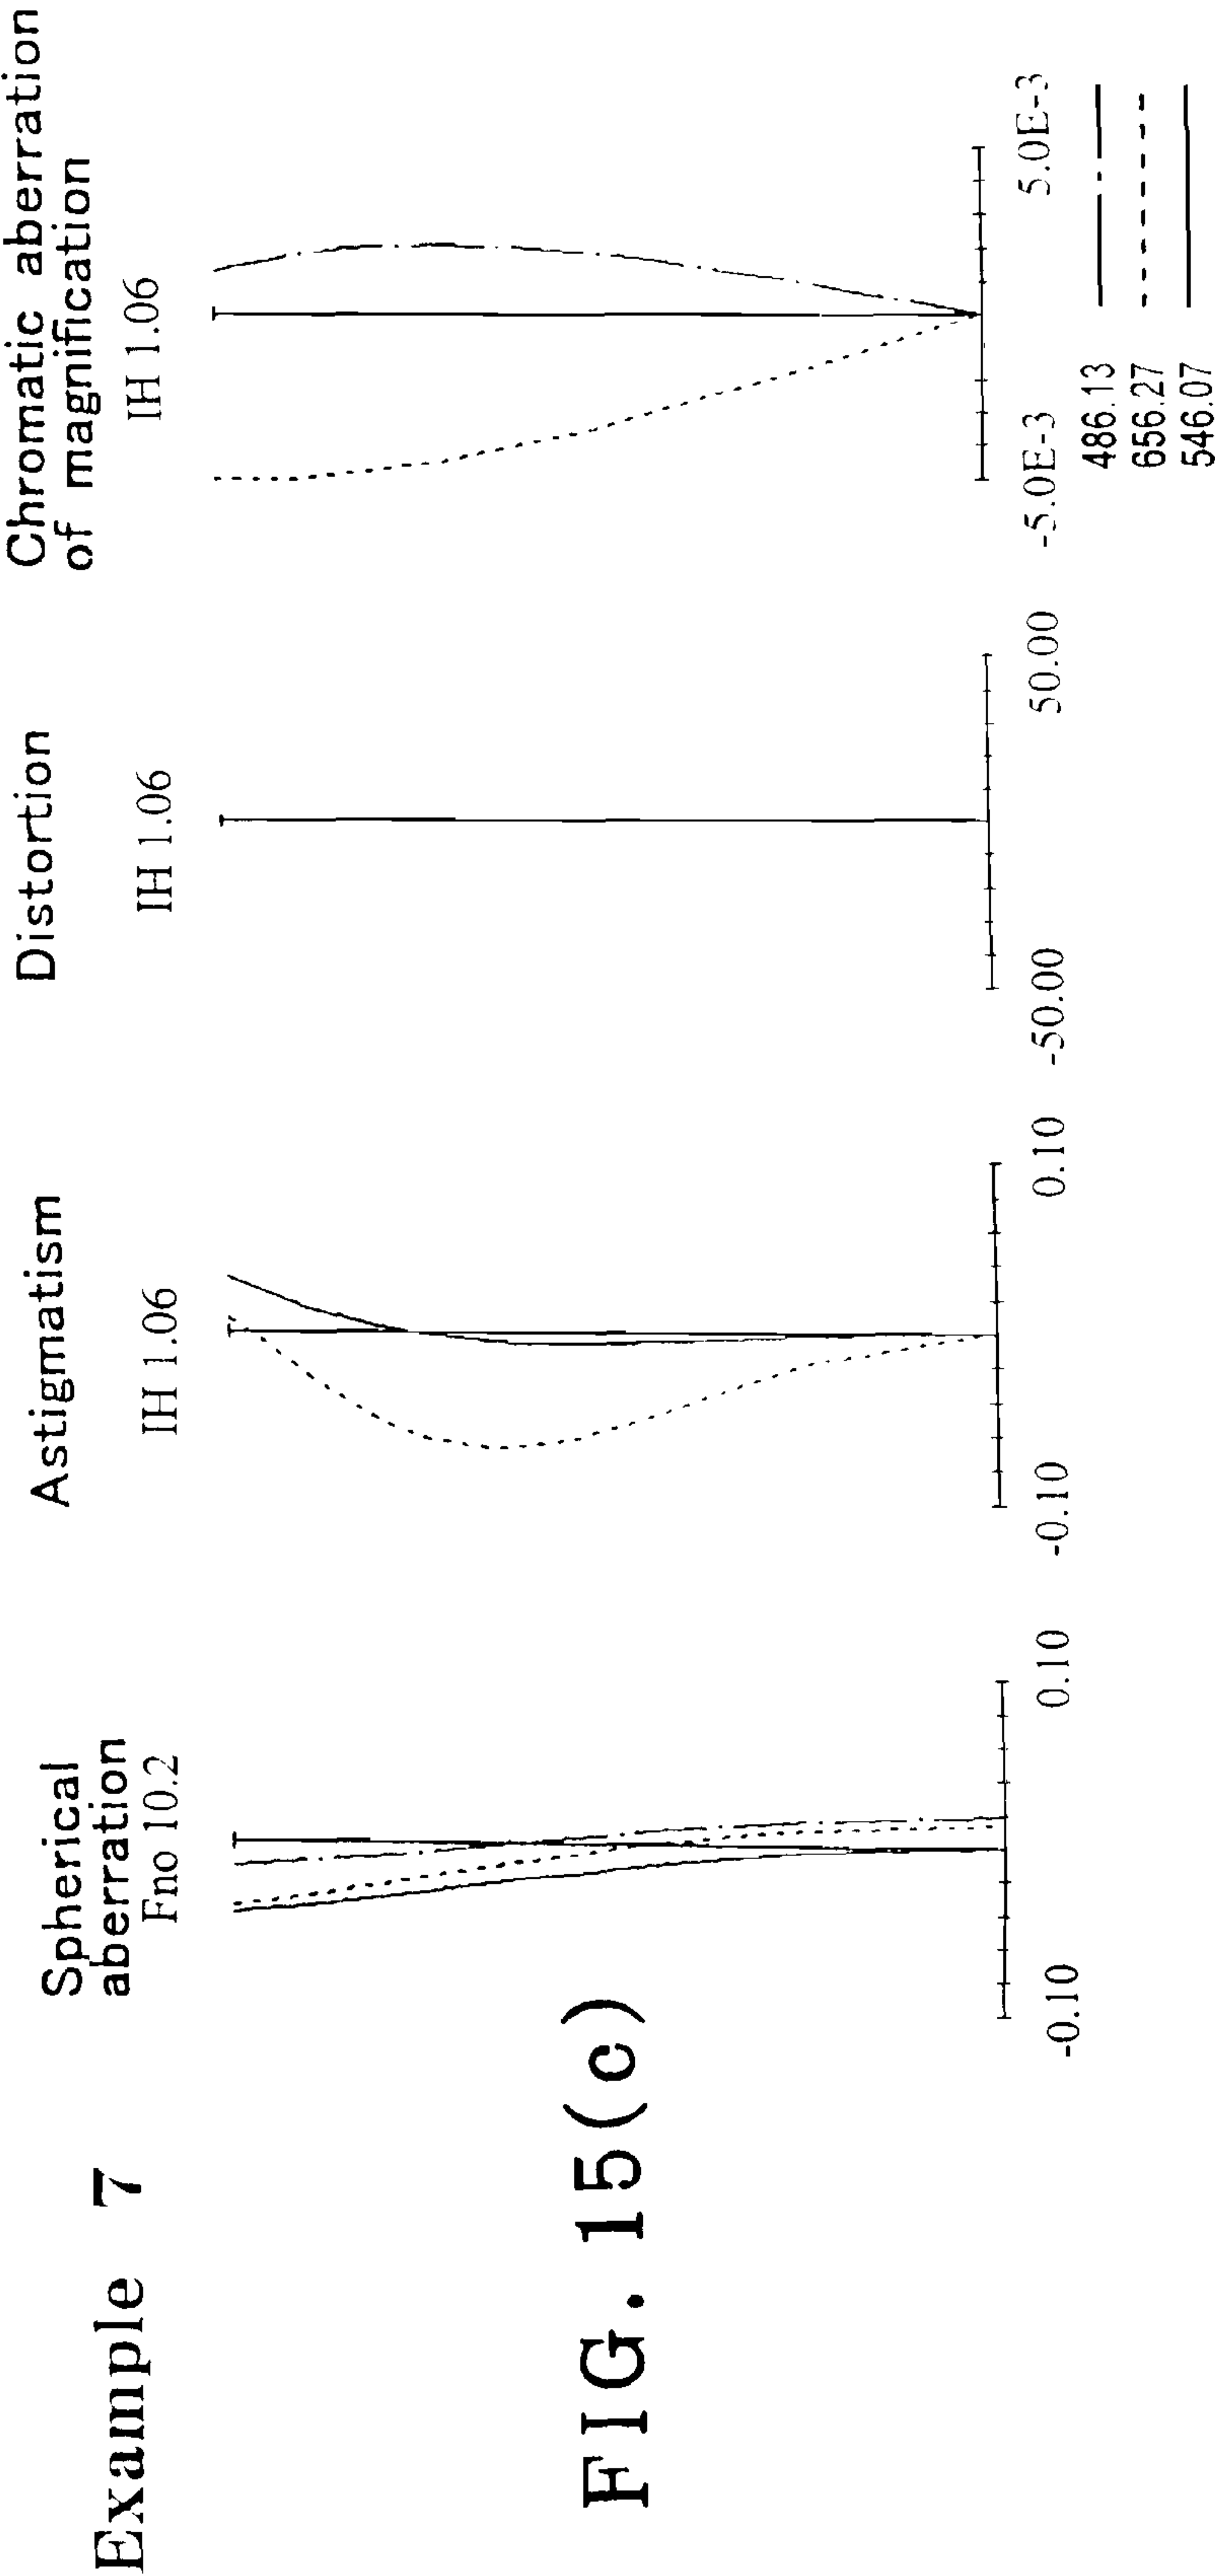 Example 7
FIG. 15(c)
Spherical
aberration
Fno 10.2
-0.10
0.10
Astigmatism
IH 1.06
-0.10
0.10
Distortion
IH 1.06
-50.00
50.00
Chromatic aberration
of magnification
IH 1.06
-5.0E-3
5.0E-3
486.13
656.27
546.07